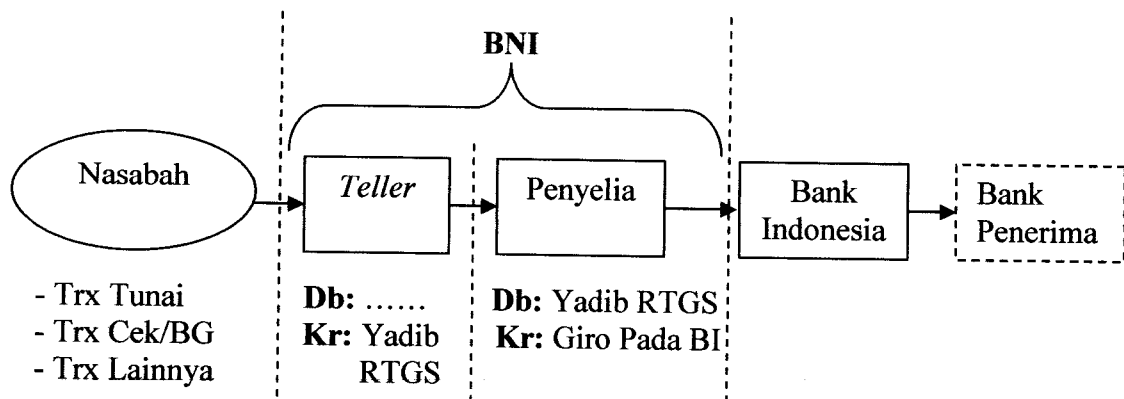 BNI
Nasabah
Teller
Penyelia
Bank
Indonesia
Bank
Penerima
- Trx Tunai
- Trx Cek/BG
- Trx Lainnya
Db: ......
Kr: Yadib
RTGS
Db: Yadib RTGS
Kr: Giro Pada BI